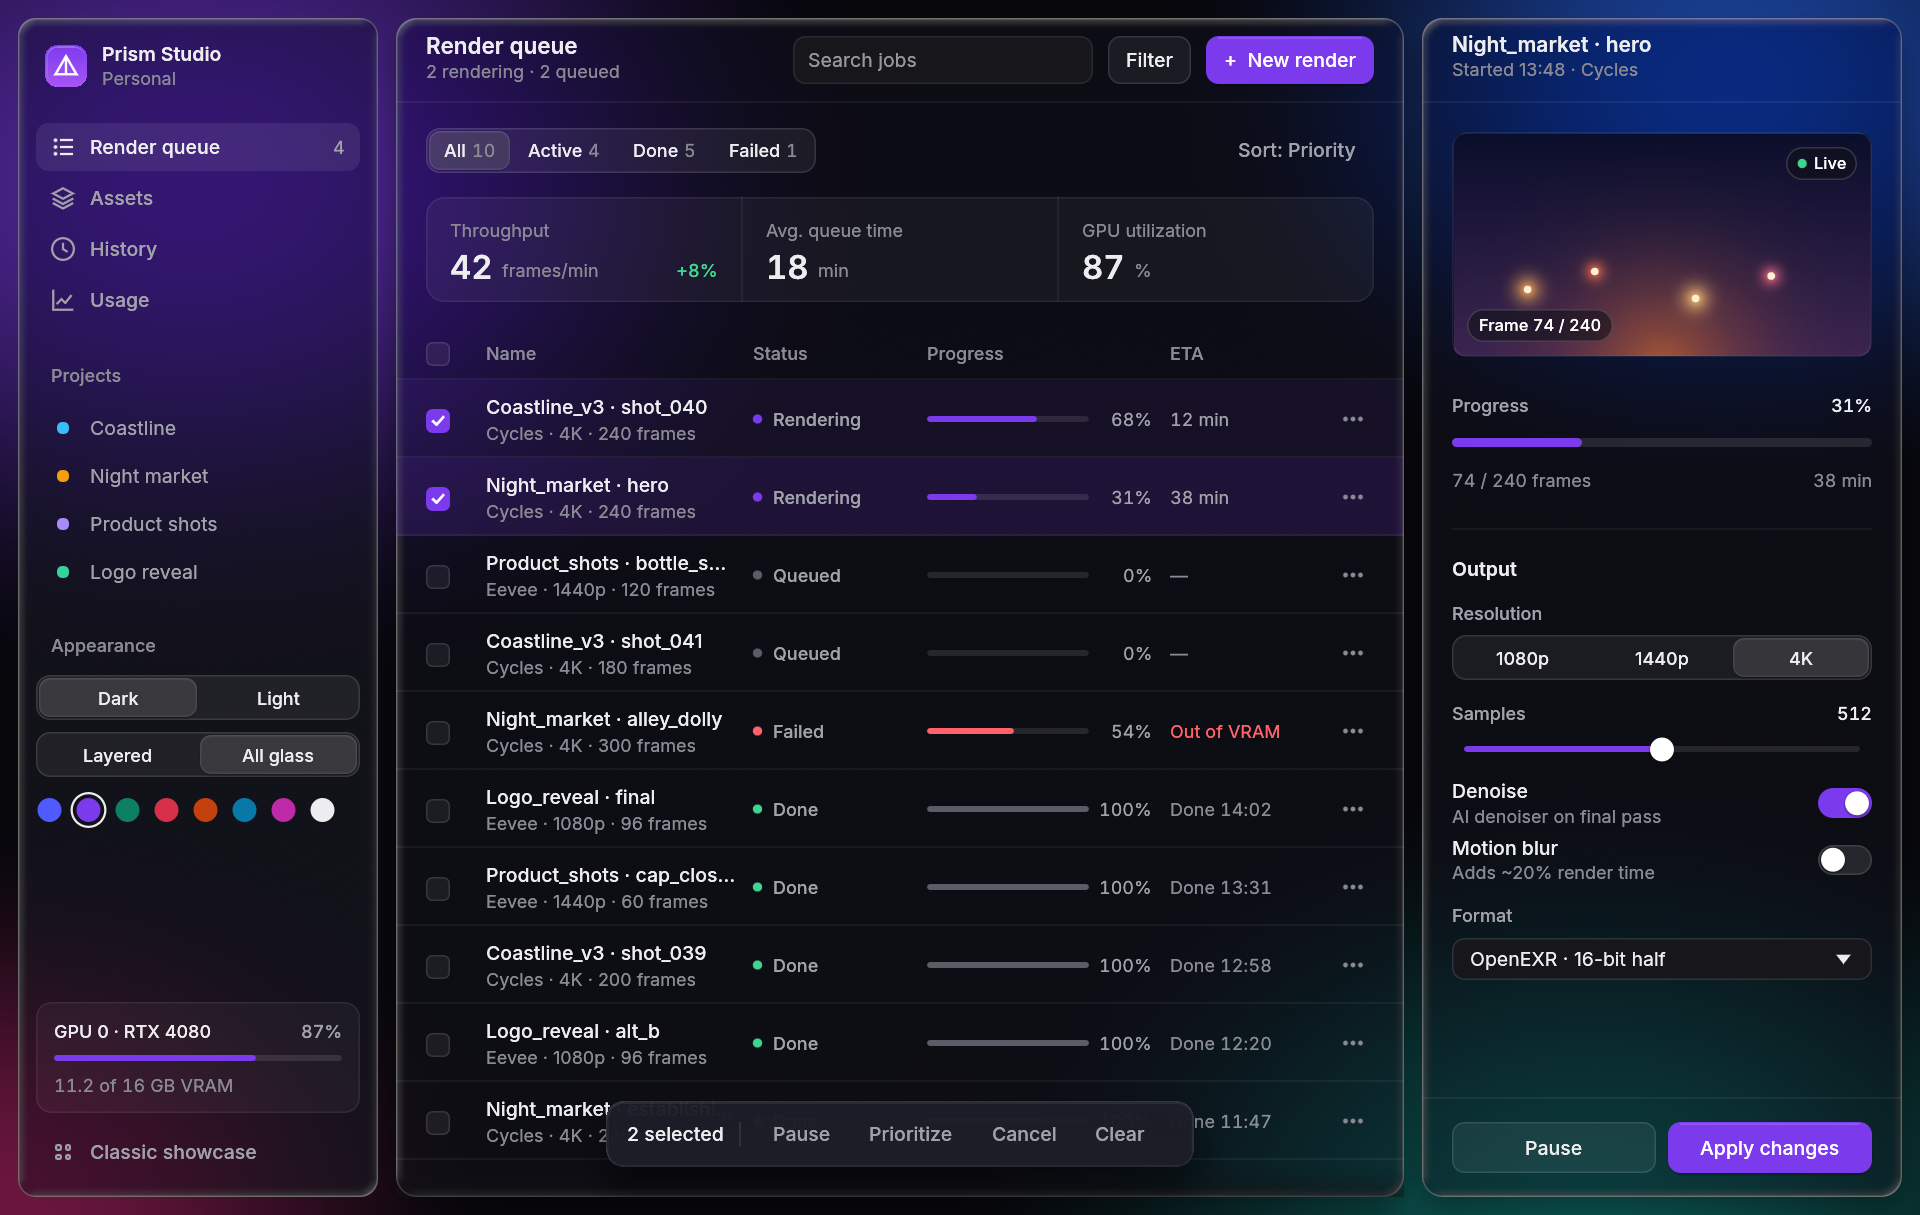 Prism Studio
Personal
Render queue 4
Assets
History
Usage
Projects
Coastline
Night market
Product shots
Logo reveal
Appearance
Dark Light
Layered All glass
GPU 0 · RTX 4080 87%
11.2 of 16 GB VRAM
Classic showcase
Render queue
2 rendering · 2 queued
Search jobs
Filter
+ New render
All 10 Active 4 Done 5 Failed 1
Sort: Priority
Throughput
42 frames/min +8%
Avg. queue time
18 min
GPU utilization
87 %
Name Status Progress ETA
Coastline_v3 · shot_040
Cycles · 4K · 240 frames
Rendering 68% 12 min
Night_market · hero
Cycles · 4K · 240 frames
Rendering 31% 38 min
Product_shots · bottle_s...
Eevee · 1440p · 120 frames
Queued 0% —
Coastline_v3 · shot_041
Cycles · 4K · 180 frames
Queued 0% —
Night_market · alley_dolly
Cycles · 4K · 300 frames
Failed 54% Out of VRAM
Logo_reveal · final
Eevee · 1080p · 96 frames
Done 100% Done 14:02
Product_shots · cap_clos...
Eevee · 1440p · 60 frames
Done 100% Done 13:31
Coastline_v3 · shot_039
Cycles · 4K · 200 frames
Done 100% Done 12:58
Logo_reveal · alt_b
Eevee · 1080p · 96 frames
Done 100% Done 12:20
Night_market
Cycles · 4K · 2
11:47
2 selected Pause Prioritize Cancel Clear
Night_market · hero
Started 13:48 · Cycles
Live
Frame 74 / 240
Progress 31%
74 / 240 frames 38 min
Output
Resolution
1080p 1440p 4K
Samples 512
Denoise
AI denoiser on final pass
Motion blur
Adds ~20% render time
Format
OpenEXR · 16-bit half
Pause
Apply changes